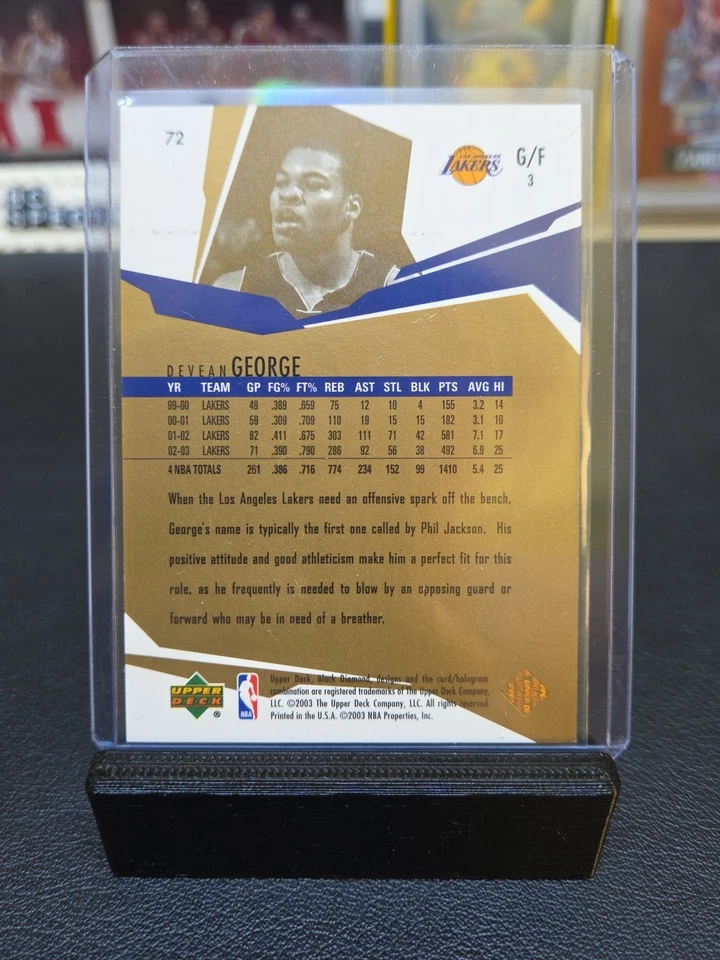 72
LOS ANGELES
LAKERS
G/F
3
DEVEAN GEORGE
YR TEAM GP FG% FT% REB AST STL BLK PTS AVG HI
99-00 LAKERS 49 .389 .659 75 12 10 4 155 3.2 14
00-01 LAKERS 59 .309 .709 110 19 15 15 182 3.1 10
01-02 LAKERS 82 .411 .675 303 111 71 42 581 7.1 17
02-03 LAKERS 71 .390 .790 286 92 56 38 492 6.9 25
4 NBA TOTALS 261 .386 .716 774 234 152 99 1410 5.4 25
When the Los Angeles Lakers need an offensive spark off the bench,
George's name is typically the first one called by Phil Jackson. His
positive attitude and good athleticism make him a perfect fit for this
role, as he frequently is needed to blow by an opposing guard or
forward who may be in need of a breather.
UPPER
DECK
®
NBA
Upper Deck, Black Diamond, designs and the card/hologram
combination are registered trademarks of The Upper Deck Company,
LLC. ©2003 The Upper Deck Company, LLC. All rights reserved.
Printed in the U.S.A. ©2003 NBA Properties, Inc.